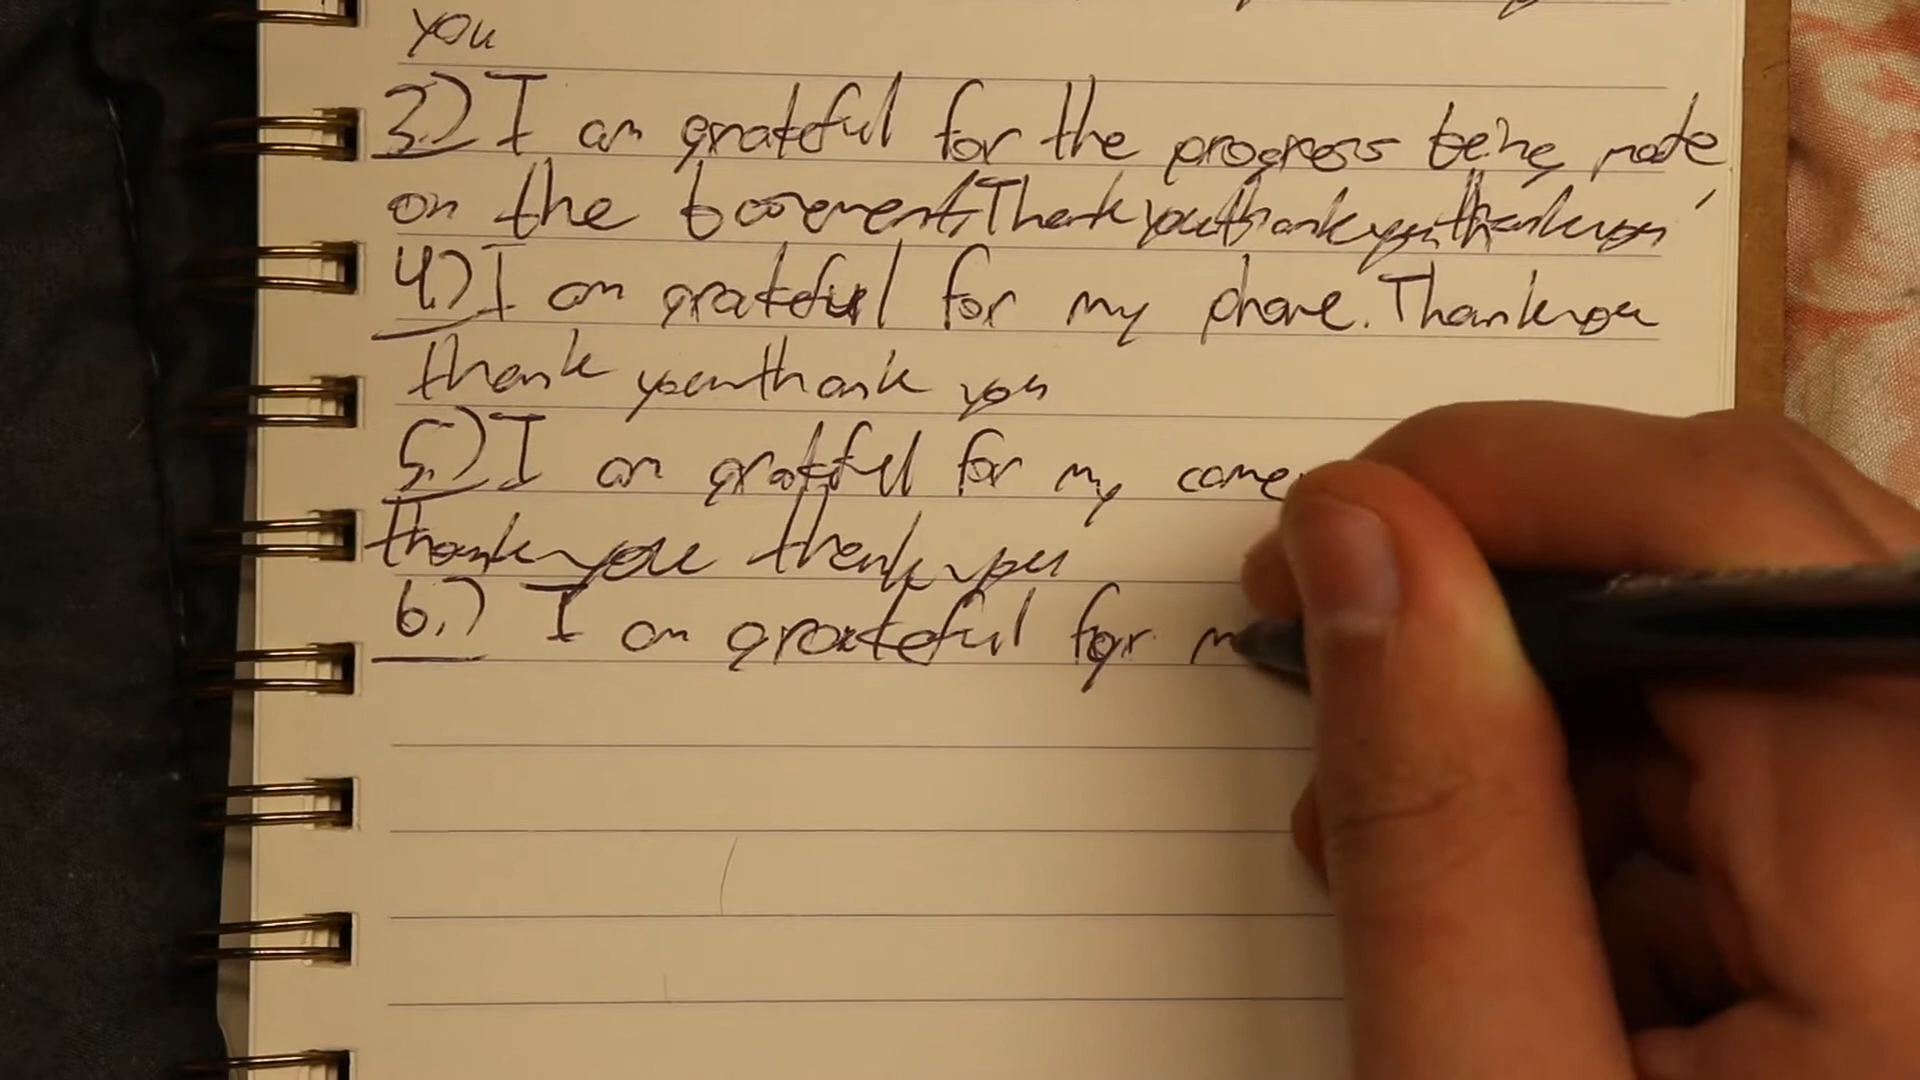 you
3.) I am grateful for the progress being made
on the basement. Thank you thank you thank you
4.) I am grateful for my phone. Thank you
thank you thank you
5.) I am grateful for my came
thank you thank you
6.) I am grateful for m